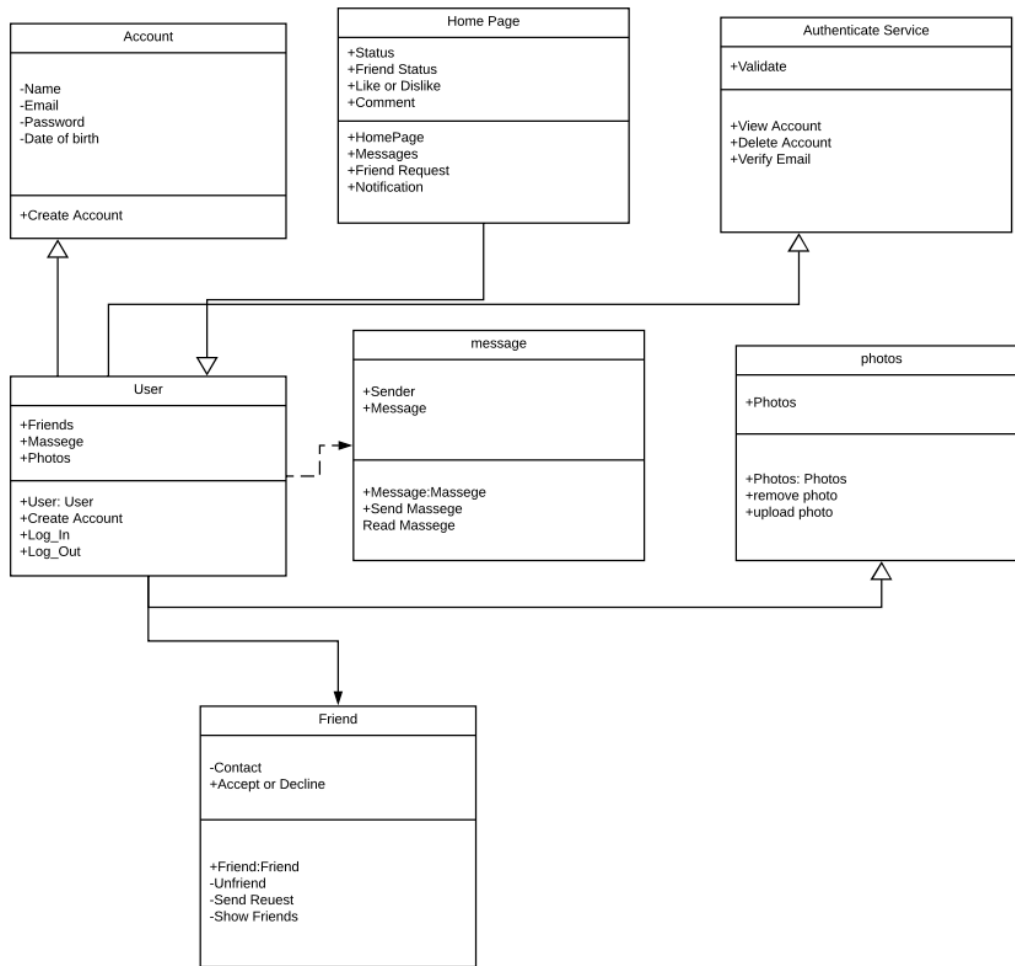 Account
-Name
-Email
-Password
-Date of birth
+Create Account
Home Page
+Status
+Friend Status
+Like or Dislike
+Comment
+HomePage
+Messages
+Friend Request
+Notification
Authenticate Service
+Validate
+View Account
+Delete Account
+Verify Email
User
+Friends
+Massege
+Photos
+User: User
+Create Account
+Log_In
+Log_Out
message
+Sender
+Message
+Message:Massege
+Send Massege
Read Massege
photos
+Photos
+Photos: Photos
+remove photo
+upload photo
Friend
-Contact
+Accept or Decline
+Friend:Friend
-Unfriend
-Send Reuest
-Show Friends